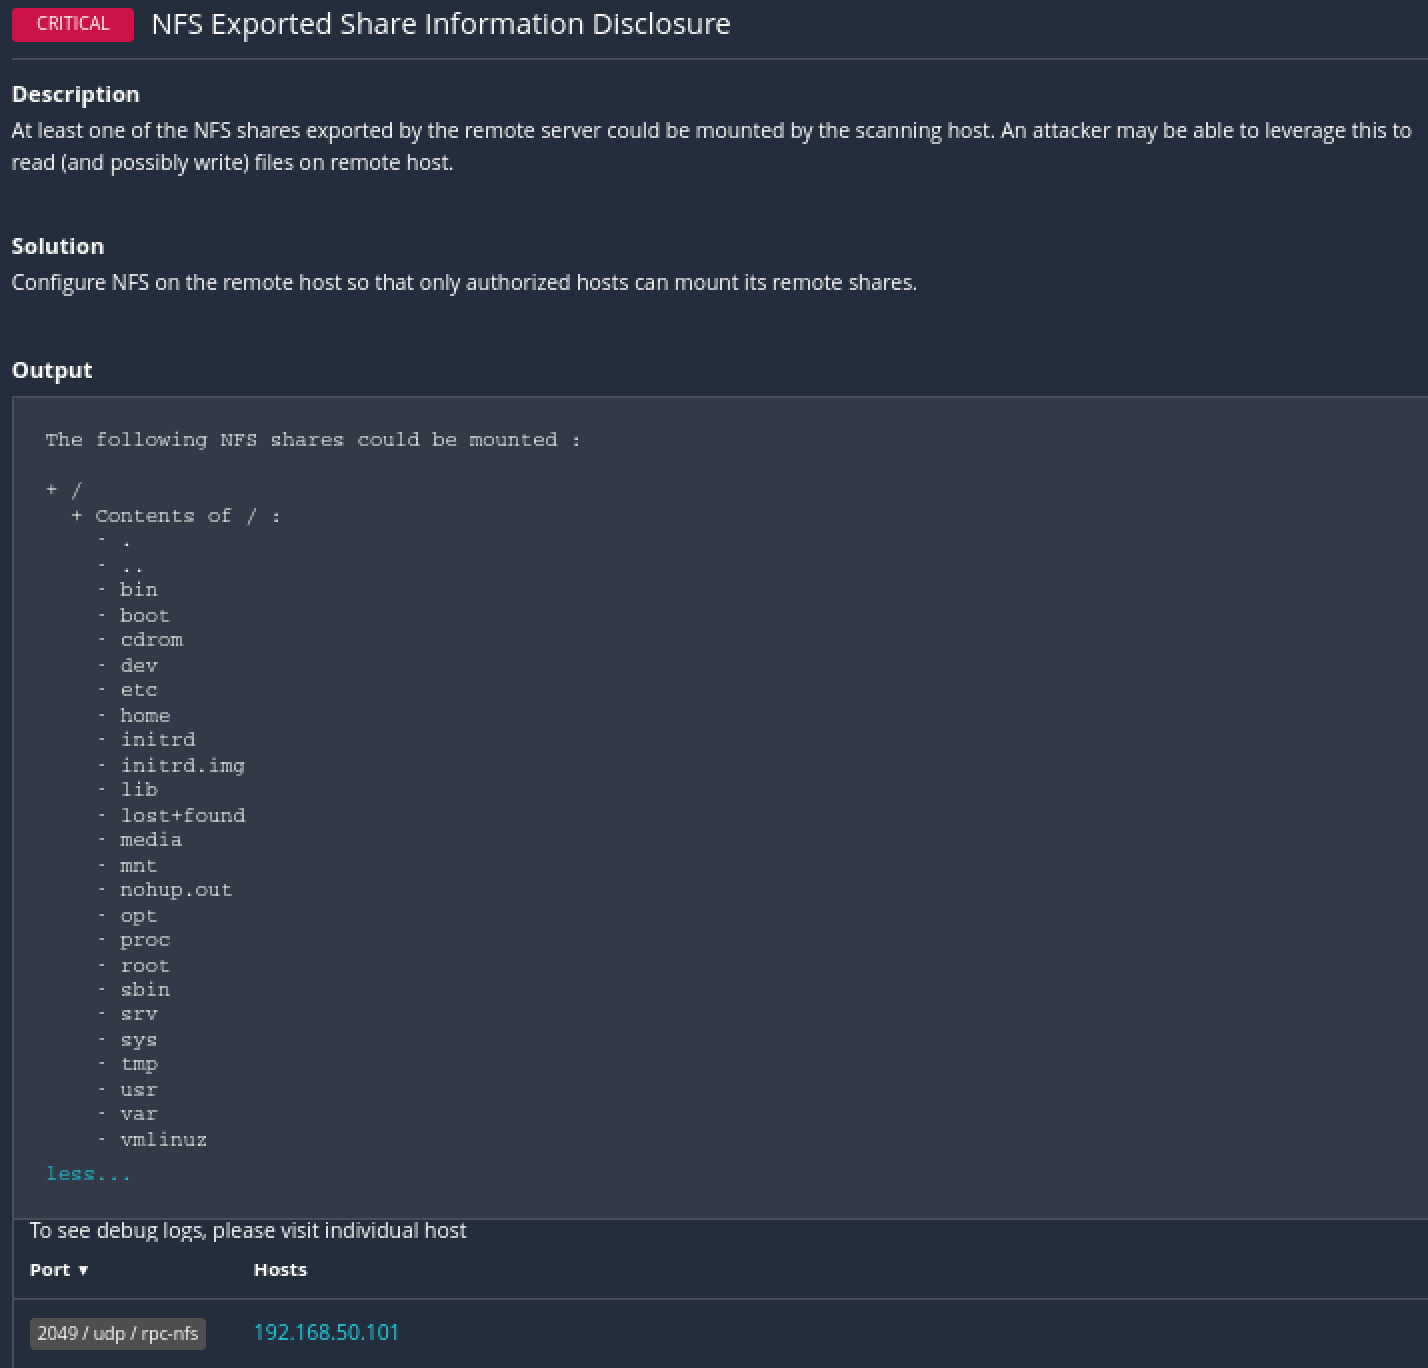 CRITICAL NFS Exported Share Information Disclosure
Description
At least one of the NFS shares exported by the remote server could be mounted by the scanning host. An attacker may be able to leverage this to
read (and possibly write) files on remote host.
Solution
Configure NFS on the remote host so that only authorized hosts can mount its remote shares.
Output
The following NFS shares could be mounted :
+ /
+ Contents of / :
- .
- ..
- bin
- boot
- cdrom
- dev
- etc
- home
- initrd
- initrd.img
- lib
- lost+found
- media
- mnt
- nohup.out
- opt
- proc
- root
- sbin
- srv
- sys
- tmp
- usr
- var
- vmlinuz
less...
To see debug logs, please visit individual host
Port ▼ Hosts
2049 / udp / rpc-nfs 192.168.50.101